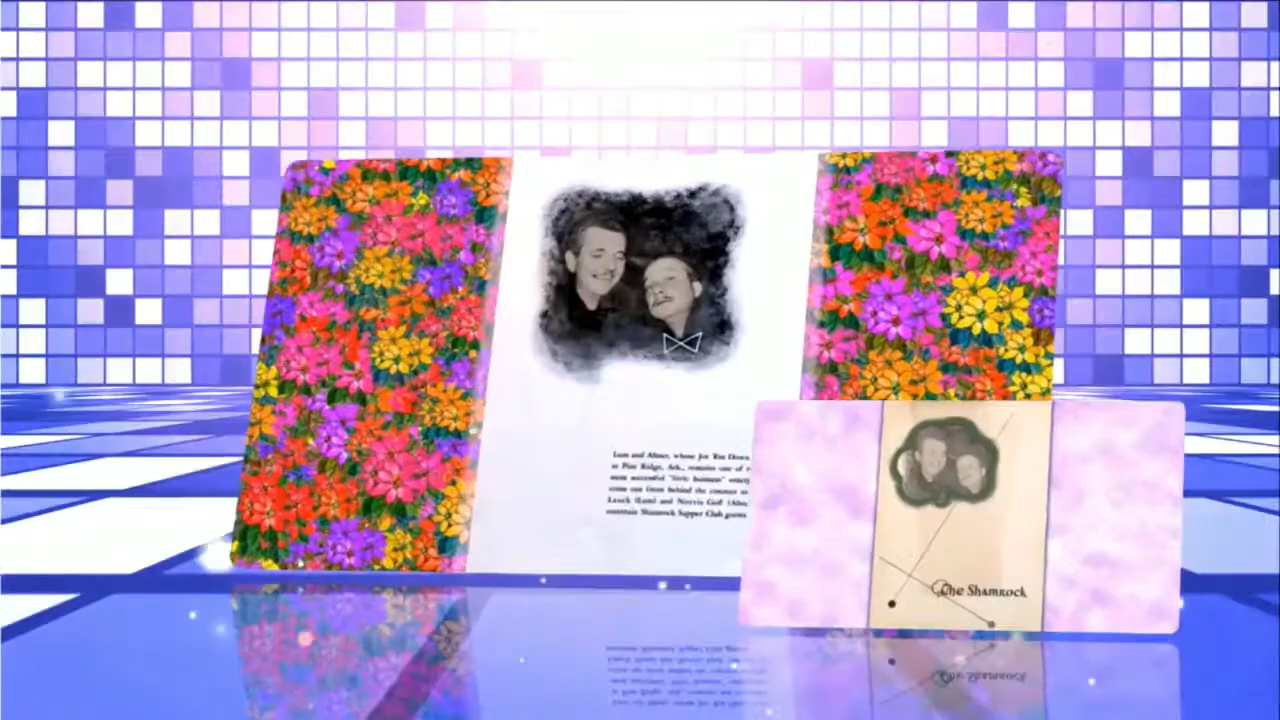 Lum and Abner, whose Jot 'Em Down
at Pine Ridge, Ark., remains one of
most successful "little business"
come out from behind the counter
Lauck (Lum) and Norris Goff (Abn
entertain Shamrock Supper Club guests
The Shamrock